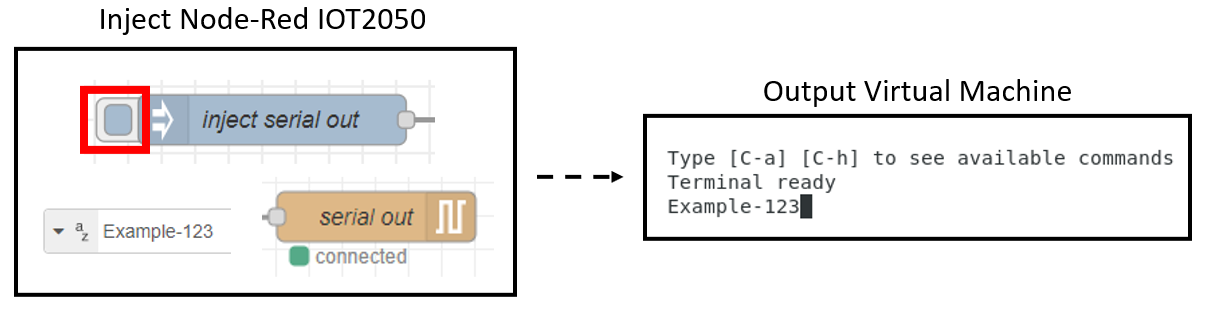 Inject Node-Red IOT2050
inject serial out
a
z
Example-123
serial out
connected
Output Virtual Machine
Type [C-a] [C-h] to see available commands
Terminal ready
Example-123